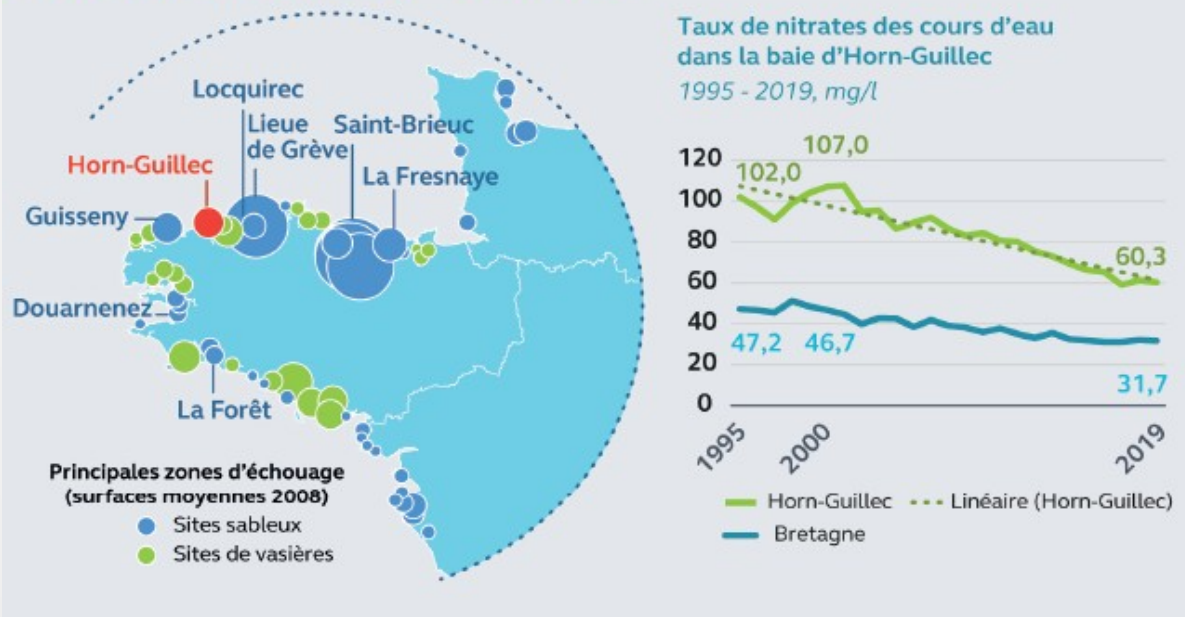 Locquirec
Lieue
de Grève
Saint-Brieuc
Horn-Guillec
La Fresnaye
Guisseny
Douarnenez
La Forêt
Principales zones d'échouage
(surfaces moyennes 2008)
Sites sableux
Sites de vasières
Taux de nitrates des cours d'eau
dans la baie d'Horn-Guillec
1995 - 2019, mg/l
120
100
80
60
40
20
0
102,0
107,0
60,3
47,2
46,7
31,7
1995
2000
2019
Horn-Guillec
Linéaire (Horn-Guillec)
Bretagne